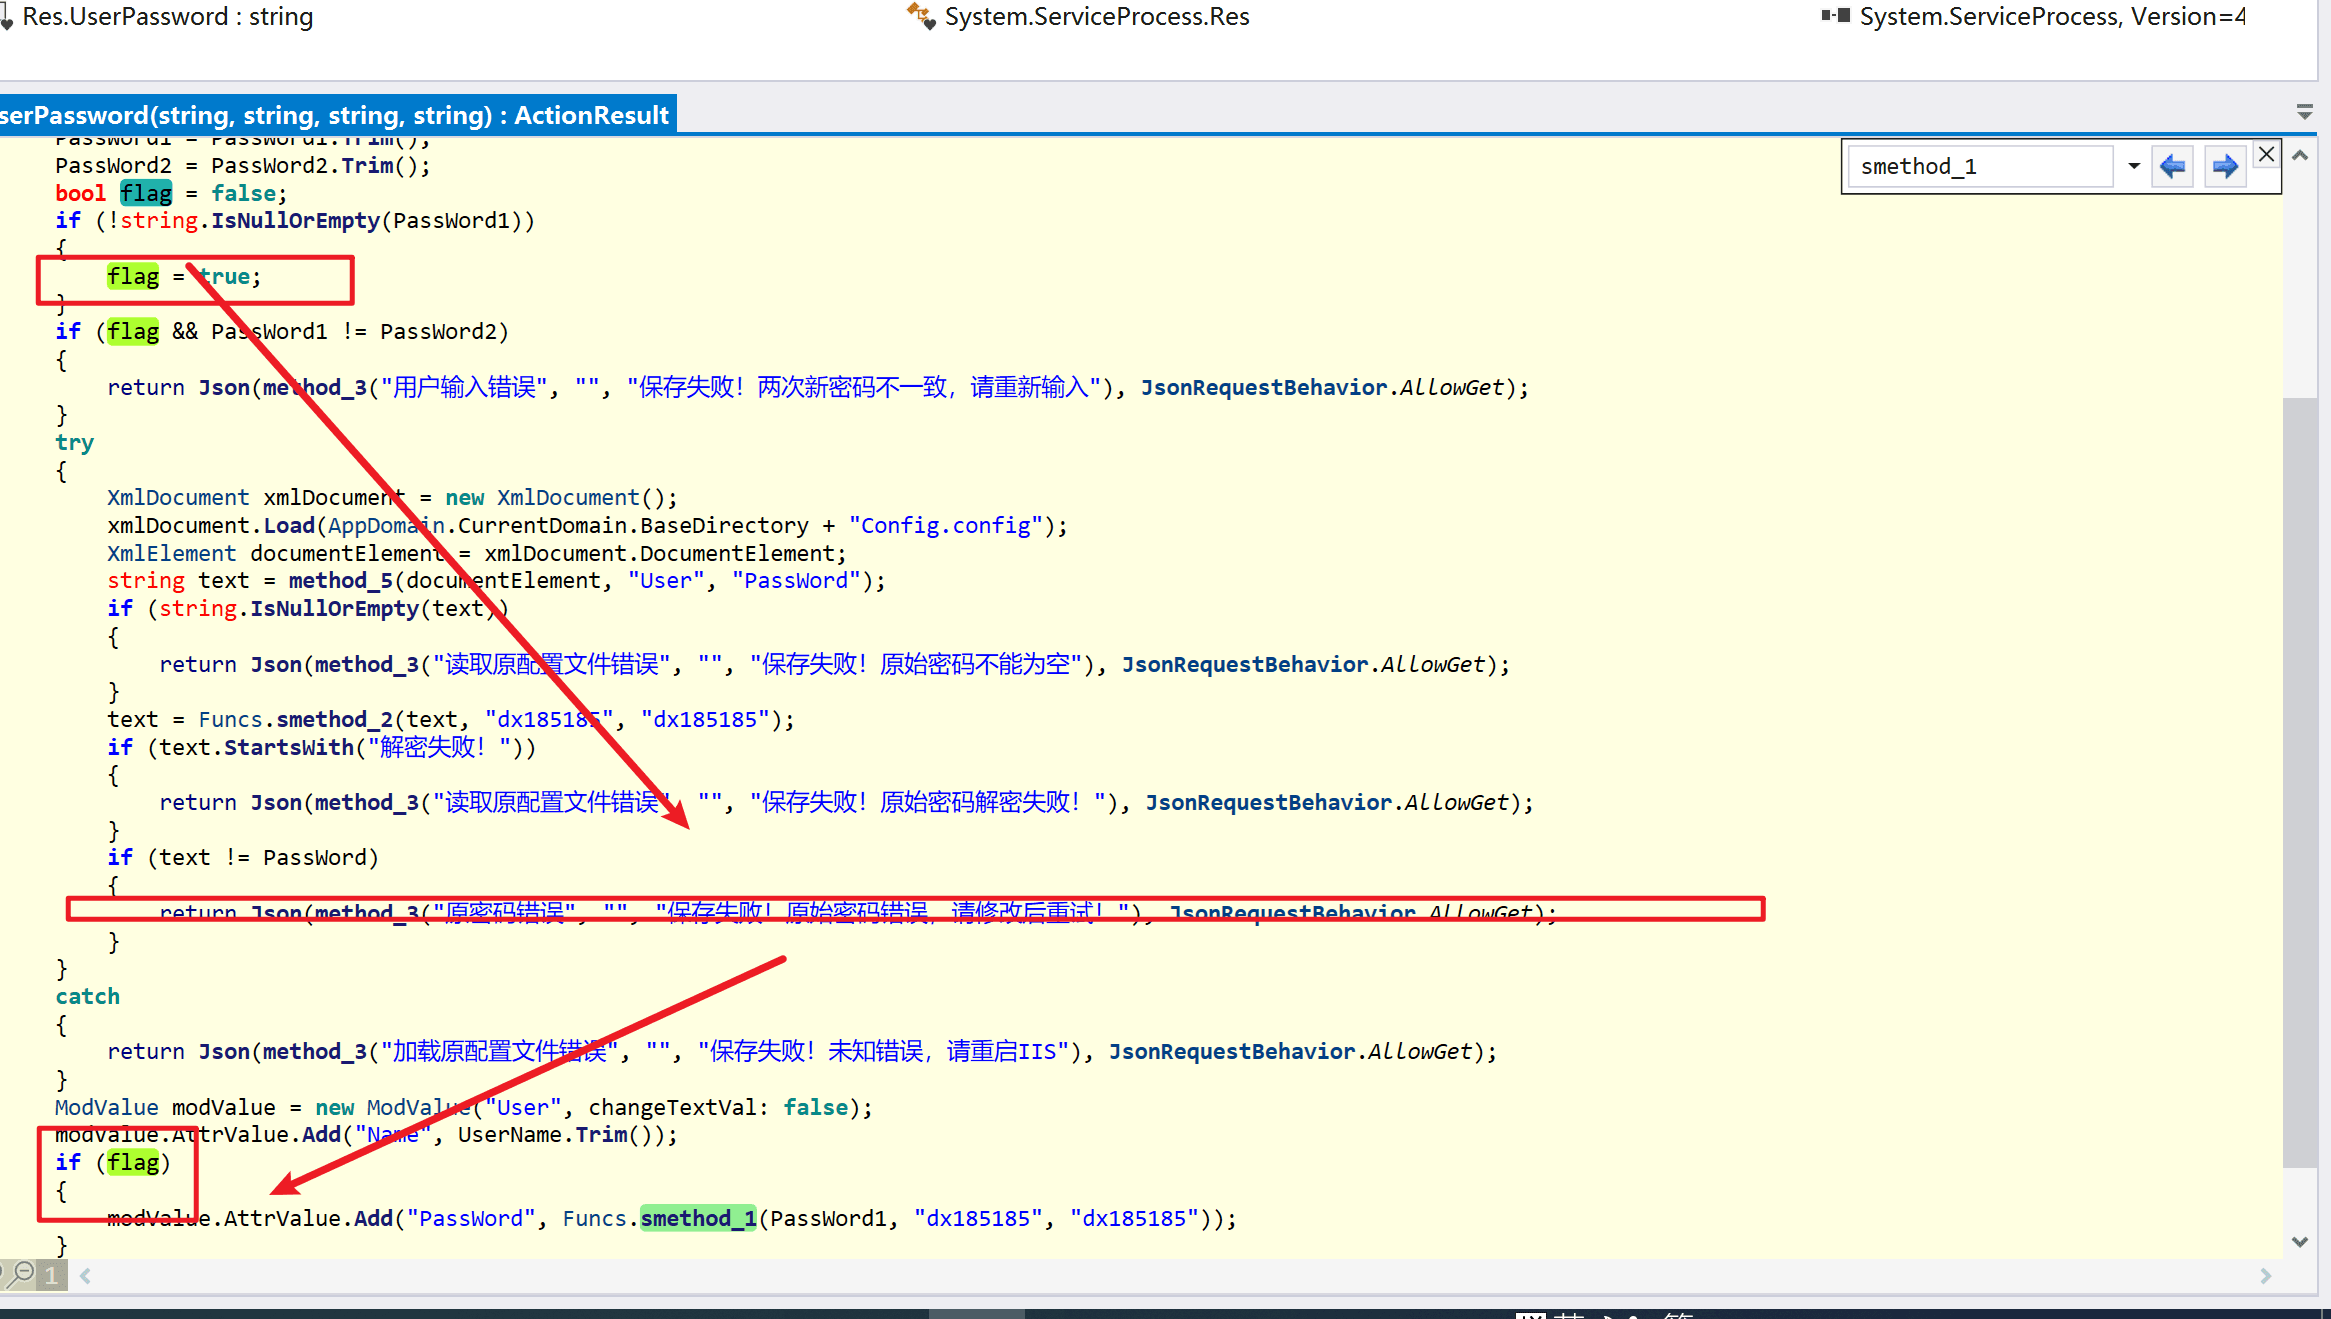 Res.UserPassword : string
System.ServiceProcess.Res
System.ServiceProcess, Version=4
serPassword(string, string, string, string) : ActionResult
smethod_1
PassWord1 = PassWord1.Trim();
PassWord2 = PassWord2.Trim();
bool flag = false;
if (!string.IsNullOrEmpty(PassWord1))
{
flag = true;
}
if (flag && PassWord1 != PassWord2)
{
return Json(method_3("用户输入错误", "", "保存失败！两次新密码不一致，请重新输入"), JsonRequestBehavior.AllowGet);
}
try
{
XmlDocument xmlDocument = new XmlDocument();
xmlDocument.Load(AppDomain.CurrentDomain.BaseDirectory + "Config.config");
XmlElement documentElement = xmlDocument.DocumentElement;
string text = method_5(documentElement, "User", "PassWord");
if (string.IsNullOrEmpty(text))
{
return Json(method_3("读取原配置文件错误", "", "保存失败！原始密码不能为空"), JsonRequestBehavior.AllowGet);
}
text = Funcs.smethod_2(text, "dx185185", "dx185185");
if (text.StartsWith("解密失败！"))
{
return Json(method_3("读取原配置文件错误", "", "保存失败！原始密码解密失败！"), JsonRequestBehavior.AllowGet);
}
if (text != PassWord)
{
return Json(method_3("原密码错误", "", "保存失败！原始密码错误，请修改后重试！"), JsonRequestBehavior.AllowGet);
}
}
catch
{
return Json(method_3("加载原配置文件错误", "", "保存失败！未知错误，请重启IIS"), JsonRequestBehavior.AllowGet);
}
ModValue modValue = new ModValue("User", changeTextVal: false);
modValue.AttrValue.Add("Name", UserName.Trim());
if (flag)
{
modValue.AttrValue.Add("PassWord", Funcs.smethod_1(PassWord1, "dx185185", "dx185185"));
}
1